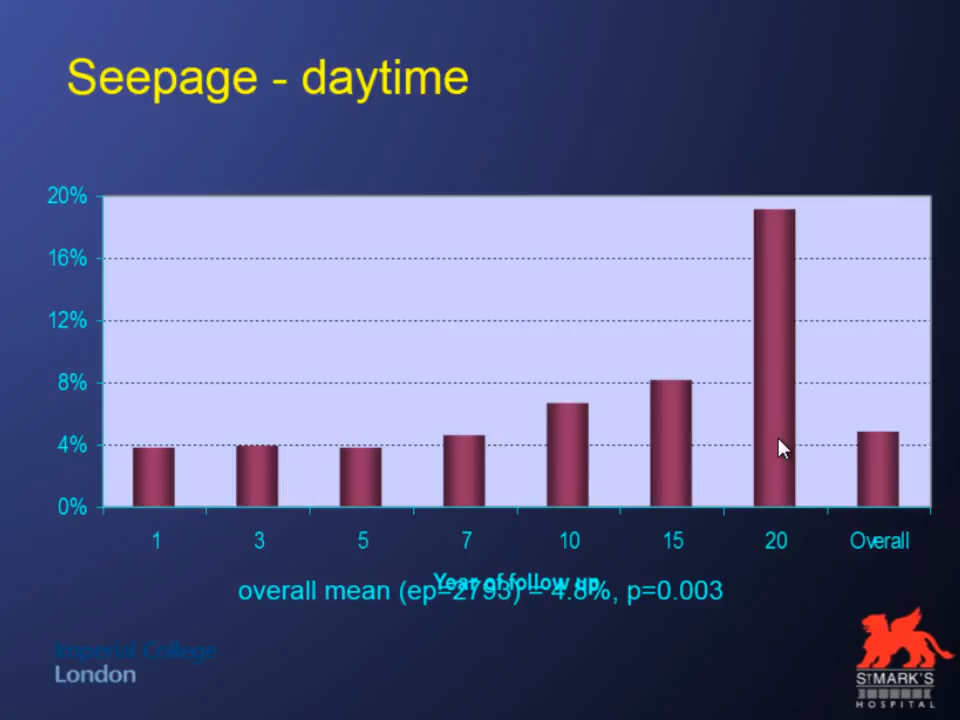 Seepage - daytime
20%
16%
12%
8%
4%
0%
1 3 5 7 10 15 20 Overall
Year of follow up
overall mean (ep=2793) = 4.8%, p=0.003
Imperial College
London
ST MARK'S
HOSPITAL